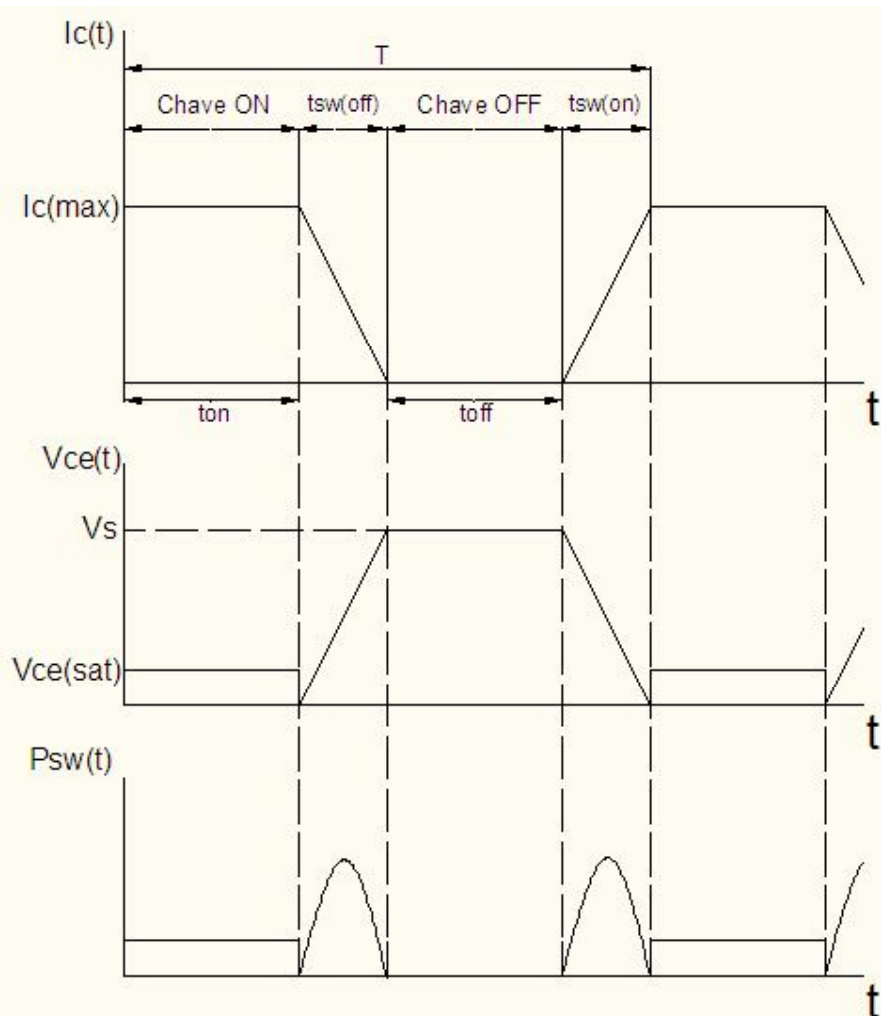 Ic(t)
T
Chave ON tsw(off) Chave OFF tsw(on)
Ic(max)
t
ton toff
Vce(t)
Vs
Vce(sat)
t
Psw(t)
t